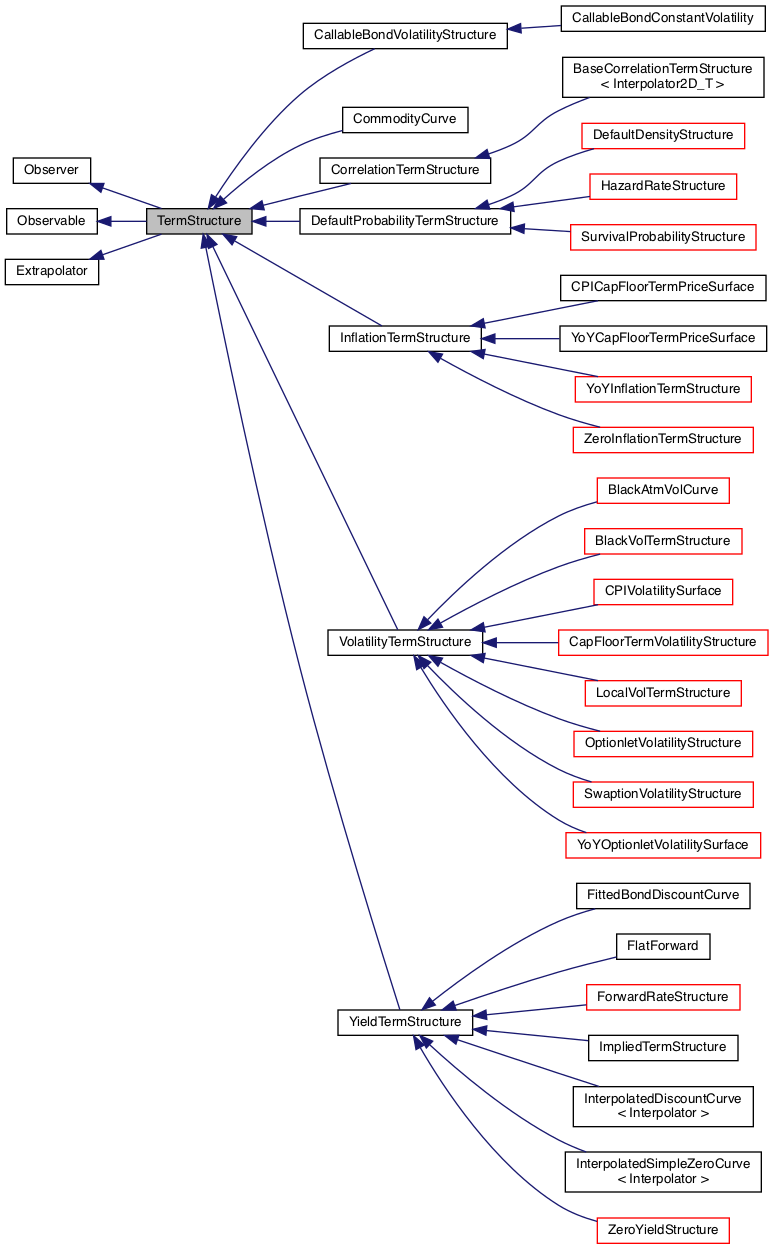 CallableBondConstantVolatility
CallableBondVolatilityStructure
BaseCorrelationTermStructure
< Interpolator2D_T >
CommodityCurve
DefaultDensityStructure
Observer
CorrelationTermStructure
HazardRateStructure
Observable
TermStructure
DefaultProbabilityTermStructure
SurvivalProbabilityStructure
Extrapolator
CPICapFloorTermPriceSurface
InflationTermStructure
YoYCapFloorTermPriceSurface
YoYInflationTermStructure
ZeroInflationTermStructure
BlackAtmVolCurve
BlackVolTermStructure
CPIVolatilitySurface
VolatilityTermStructure
CapFloorTermVolatilityStructure
LocalVolTermStructure
OptionletVolatilityStructure
SwaptionVolatilityStructure
YoYOptionletVolatilitySurface
FittedBondDiscountCurve
FlatForward
ForwardRateStructure
YieldTermStructure
ImpliedTermStructure
InterpolatedDiscountCurve
< Interpolator >
InterpolatedSimpleZeroCurve
< Interpolator >
ZeroYieldStructure